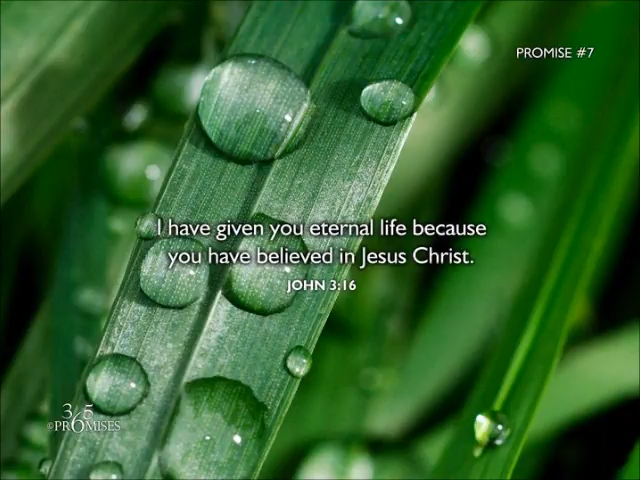 PROMISE #7
I have given you eternal life because
you have believed in Jesus Christ.
JOHN 3:16
365
©PROMISES